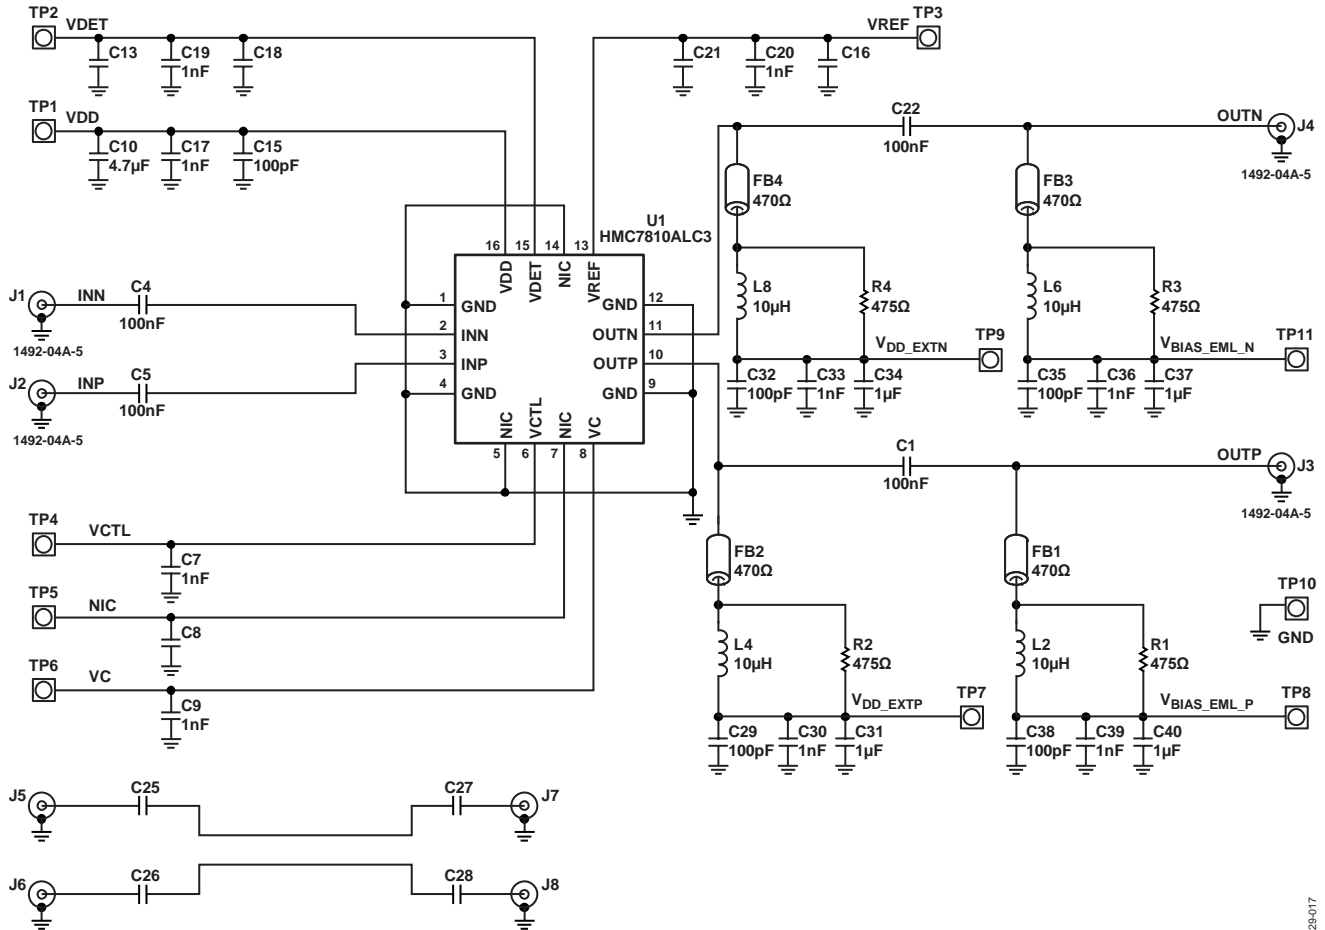 TP2
VDET
C13
C19
1nF
C18
TP1
VDD
C10
4.7µF
C17
1nF
C15
100pF
VREF
TP3
C21
C20
1nF
C16
C22
100nF
OUTN
J4
1492-04A-5
FB4
470Ω
FB3
470Ω
L8
10µH
R4
475Ω
L6
10µH
R3
475Ω
VDD_EXTN
TP9
VBIAS_EML_N
TP11
C32
100pF
C33
1nF
C34
1µF
C35
100pF
C36
1nF
C37
1µF
U1
HMC7810ALC3
16
15
14
13
VDD
VDET
NIC
VREF
1
GND
2
INN
3
INP
4
GND
GND
12
OUTN
11
OUTP
10
GND
9
NIC
VCTL
NIC
VC
5
6
7
8
J1
INN
C4
100nF
1492-04A-5
J2
INP
C5
100nF
1492-04A-5
C1
100nF
OUTP
J3
1492-04A-5
TP4
VCTL
C7
1nF
TP5
NIC
C8
TP6
VC
C9
1nF
FB2
470Ω
FB1
470Ω
TP10
GND
L4
10µH
R2
475Ω
L2
10µH
R1
475Ω
VDD_EXTP
TP7
VBIAS_EML_P
TP8
C29
100pF
C30
1nF
C31
1µF
C38
100pF
C39
1nF
C40
1µF
J5
C25
C27
J7
J6
C26
C28
J8
29-017